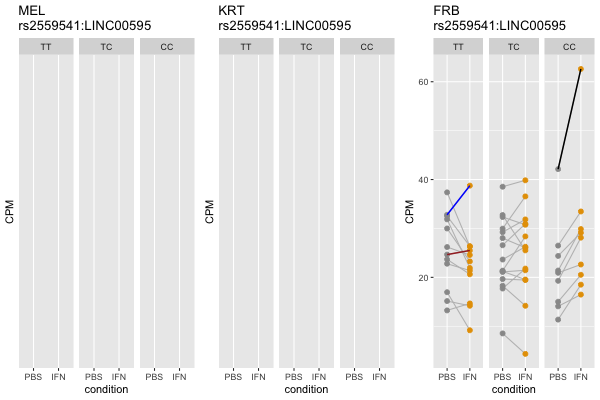 MEL
rs2559541:LINC00595
TT TC CC
CPM
PBS IFN PBS IFN PBS IFN
condition
KRT
rs2559541:LINC00595
TT TC CC
CPM
PBS IFN PBS IFN PBS IFN
condition
FRB
rs2559541:LINC00595
TT TC CC
60
40
20
CPM
PBS IFN PBS IFN PBS IFN
condition